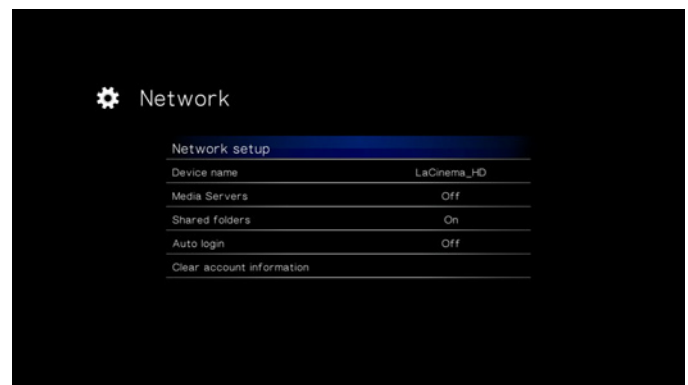 Network
Network setup
Device name LaCinema_HD
Media Servers Off
Shared folders On
Auto login Off
Clear account information